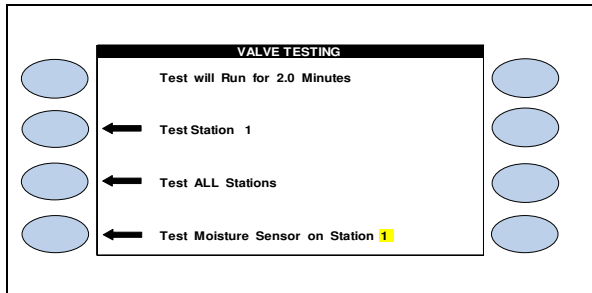 VALVE TESTING
Test will Run for 2.0 Minutes
Test Station 1
Test ALL Stations
Test Moisture Sensor on Station 1